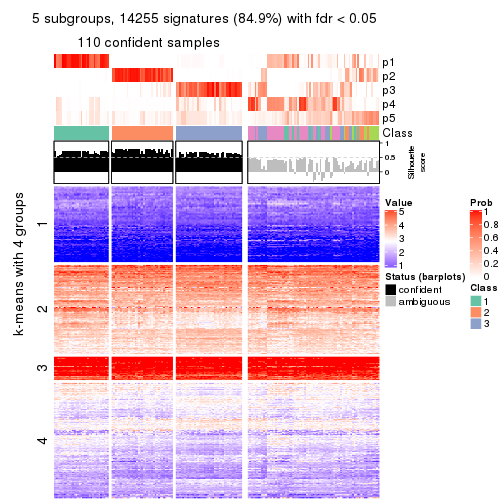 5 subgroups, 14255 signatures (84.9%) with fdr < 0.05
110 confident samples
p1
p2
p3
p4
p5
Class
1
0.5
0
Silhouette
score
k-means with 4 groups
1
2
3
4
Value
5
4
3
2
1
Status (barplots)
confident
ambiguous
Prob
1
0.8
0.6
0.4
0.2
0
Class
1
2
3